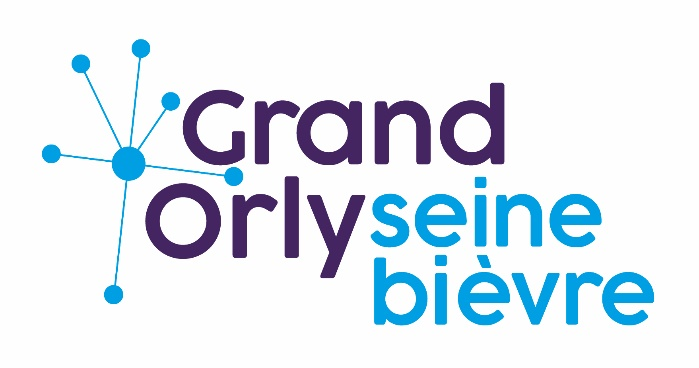 Grand
Orly seine
bièvre